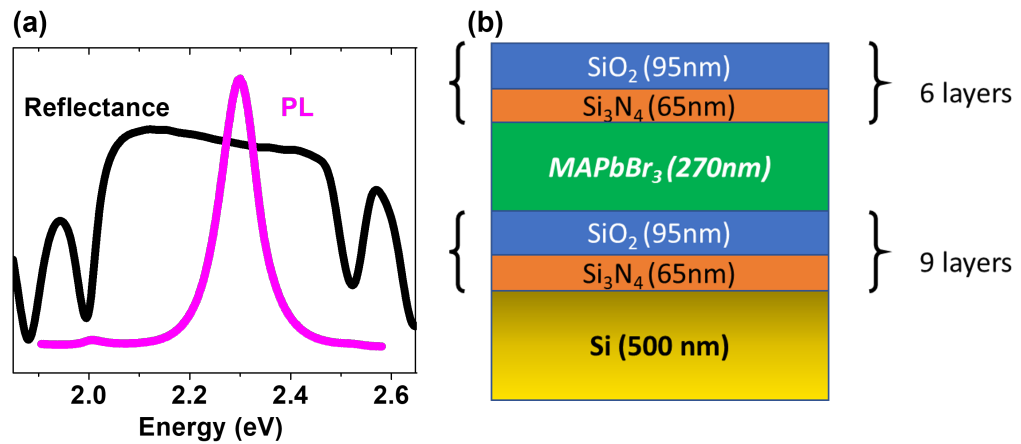 (a)
Reflectance
PL
2.0 2.2 2.4 2.6
Energy (eV)
(b)
SiO₂ (95nm)
Si₃N₄ (65nm)
6 layers
MAPbBr₃ (270nm)
SiO₂ (95nm)
Si₃N₄ (65nm)
9 layers
Si (500 nm)